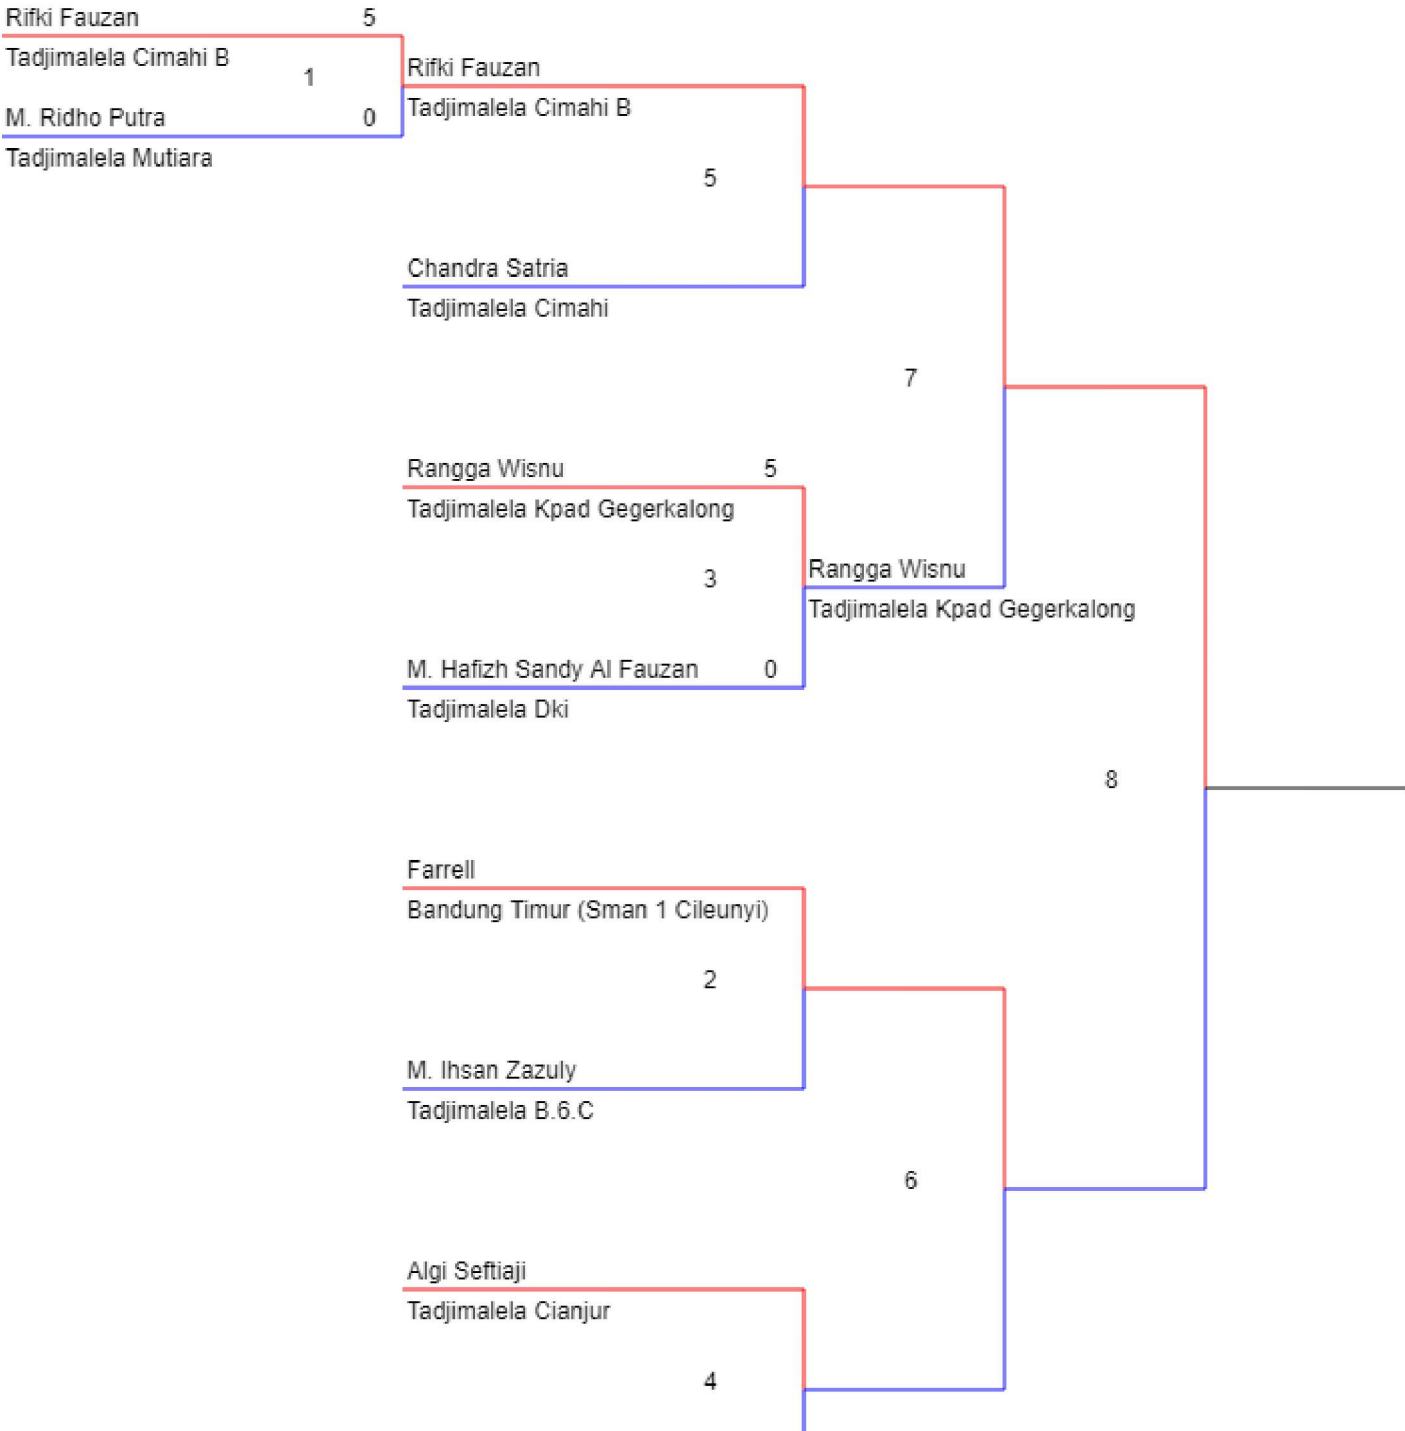 Rifki Fauzan 5
Tadjimalela Cimahi B
1
M. Ridho Putra 0
Tadjimalela Mutiara
Rifki Fauzan
Tadjimalela Cimahi B
5
Chandra Satria
Tadjimalela Cimahi
7
Rangga Wisnu 5
Tadjimalela Kpad Gegerkalong
3
M. Hafizh Sandy Al Fauzan 0
Tadjimalela Dki
Rangga Wisnu
Tadjimalela Kpad Gegerkalong
8
Farrell
Bandung Timur (Sman 1 Cileunyi)
2
M. Ihsan Zazuly
Tadjimalela B.6.C
6
Algi Seftiaji
Tadjimalela Cianjur
4